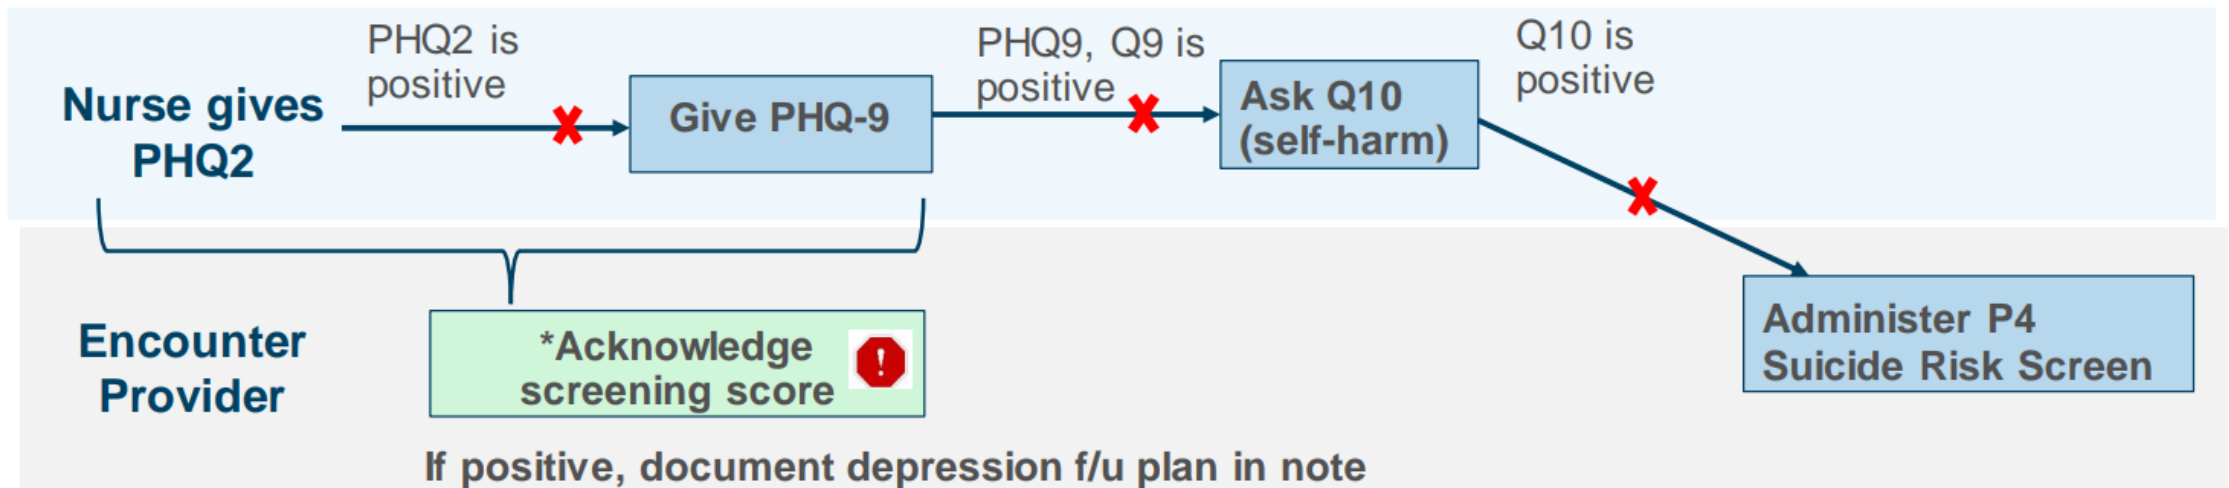 PHQ2 is
positive
Nurse gives
PHQ2
Give PHQ-9
PHQ9, Q9 is
positive
Ask Q10
(self-harm)
Q10 is
positive
Encounter
Provider
*Acknowledge
screening score
!
If positive, document depression f/u plan in note
Administer P4
Suicide Risk Screen